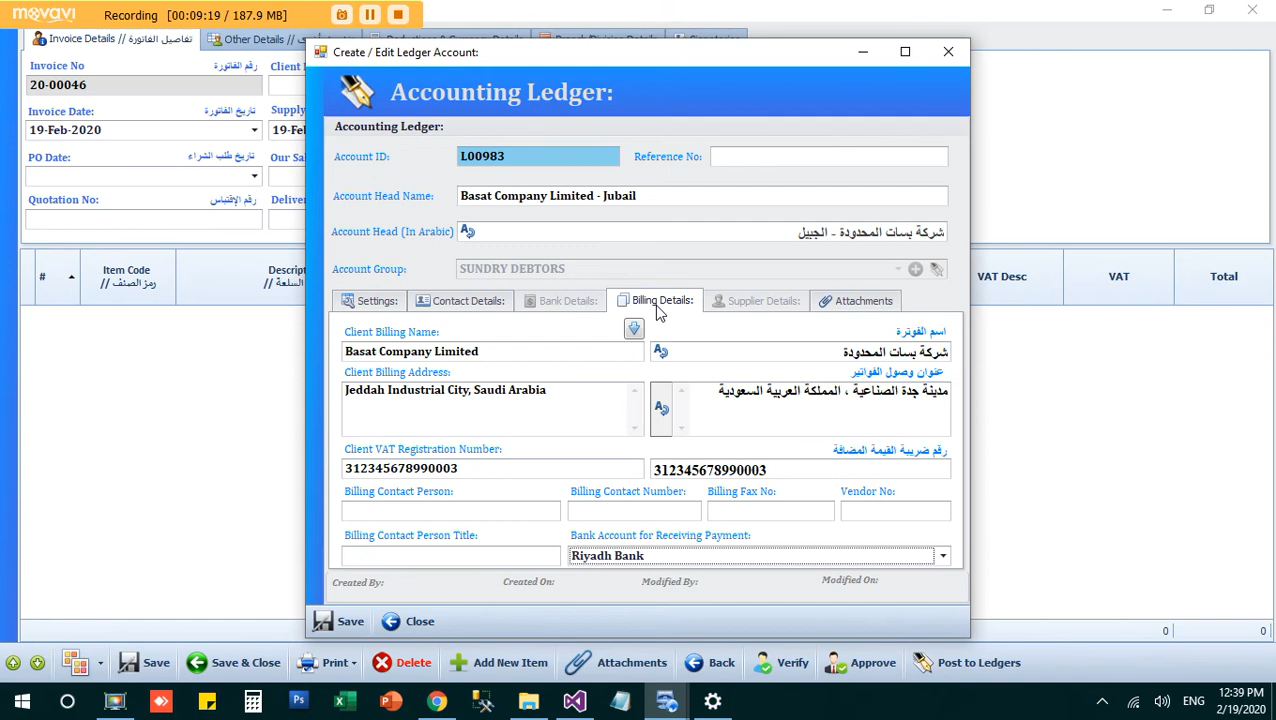 movavi Recording [ 00:09:19 / 187.9 MB ]
Invoice Details // تفاصيل الفاتورة Other Details //
Create / Edit Ledger Account:
Invoice No رقم الفاتورة
20-00046
Invoice Date: تاريخ الفاتورة Supply
19-Feb-2020 19-Feb
PO Date: تاريخ طلب الشراء Our Sa
Quotation No: رقم الإقتباس Deliver
# Item Code // رمز الصنف
Descript // السلعة
VAT Desc VAT Total
Accounting Ledger:
Accounting Ledger:
Account ID: L00983 Reference No:
Account Head Name: Basat Company Limited - Jubail
Account Head (In Arabic) شركة بسات المحدودة - الجبيل
Account Group: SUNDRY DEBTORS
Settings: Contact Details: Bank Details: Billing Details: Supplier Details: Attachments
Client Billing Name: اسم الفوترة
Basat Company Limited شركة بسات المحدودة
Client Billing Address: عنوان وصول الفواتير
Jeddah Industrial City, Saudi Arabia مدينة جدة الصناعية ، المملكة العربية السعودية
Client VAT Registration Number: رقم ضريبة القيمة المضافة
312345678990003 312345678990003
Billing Contact Person: Billing Contact Number: Billing Fax No: Vendor No:
Billing Contact Person Title: Bank Account for Receiving Payment:
Riyadh Bank
Created By: Created On: Modified By: Modified On:
Save Close
0 0
Save Save & Close Print Delete Add New Item Attachments Back Verify Approve Post to Ledgers
ENG 12:39 PM
2/19/2020